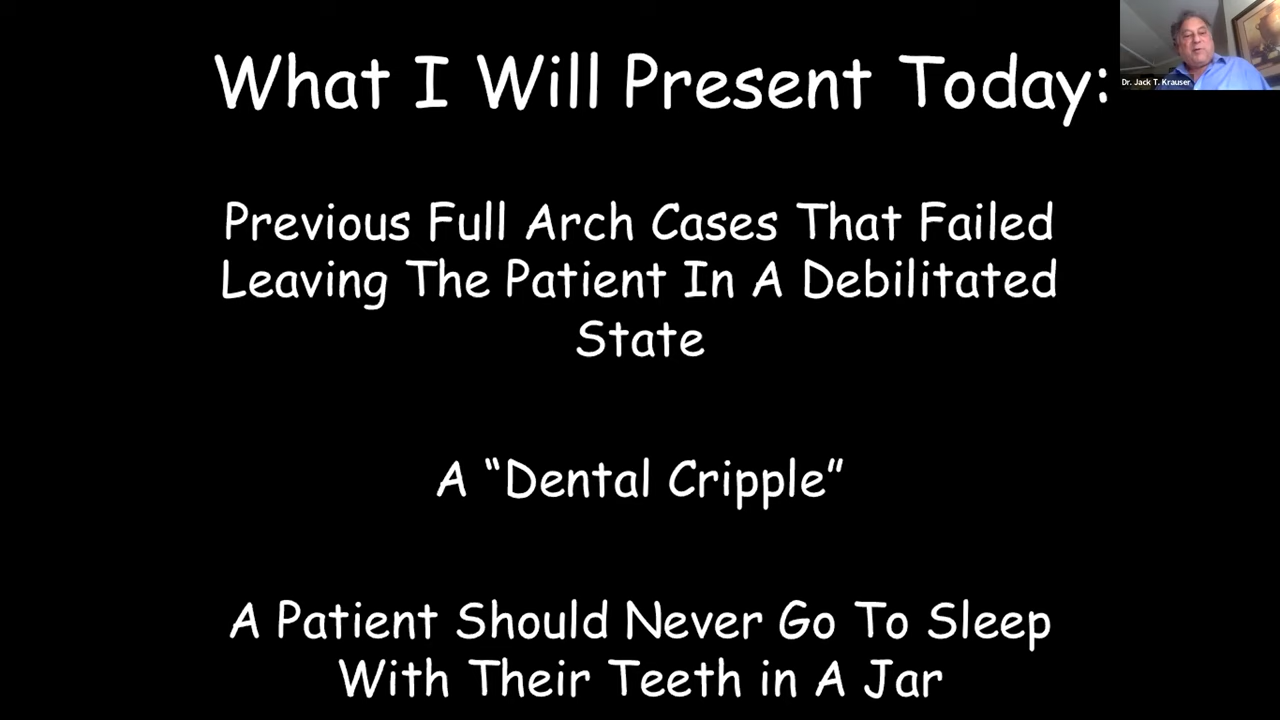 What I Will Present Today:
Dr. Jack T. Krauser
Previous Full Arch Cases That Failed
Leaving The Patient In A Debilitated
State
A “Dental Cripple”
A Patient Should Never Go To Sleep
With Their Teeth in A Jar